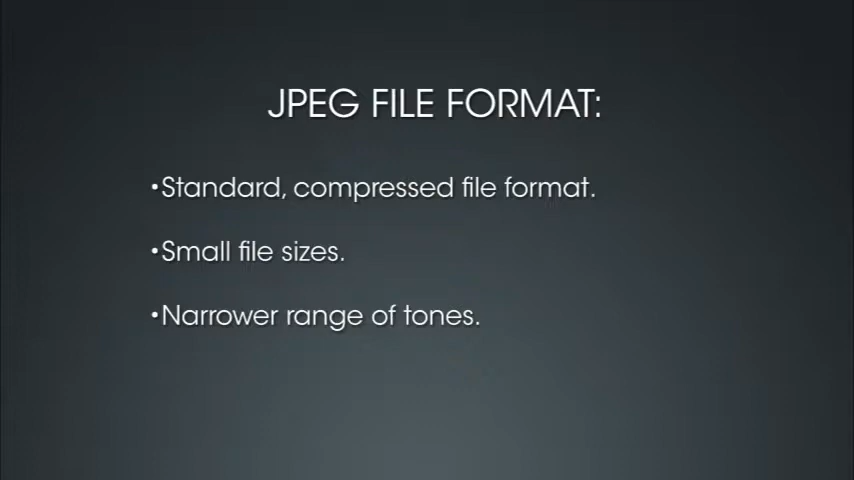 JPEG FILE FORMAT:
•Standard, compressed file format.
•Small file sizes.
•Narrower range of tones.